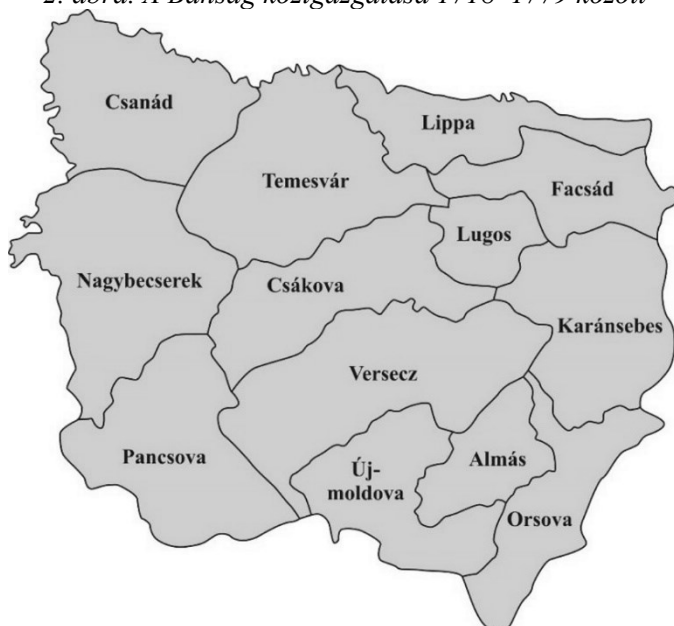 2. ábra. A Bánság közigazgatása 1718–1779 között
Csanád
Lippa
Temesvár
Facsád
Lugos
Nagybecserek
Csákova
Karánsebes
Versecz
Pancsova
Almás
Új-
moldova
Orsova